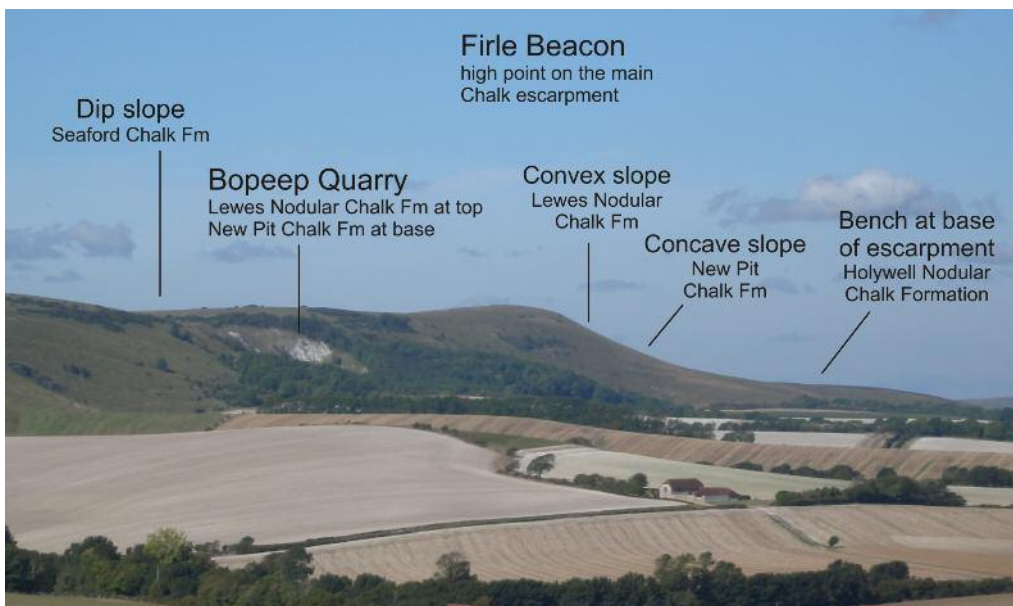 Firle Beacon
high point on the main
Chalk escarpment
Dip slope
Seaford Chalk Fm
Bopeep Quarry
Lewes Nodular Chalk Fm at top
New Pit Chalk Fm at base
Convex slope
Lewes Nodular
Chalk Fm
Concave slope
New Pit
Chalk Fm
Bench at base
of escarpment
Holywell Nodular
Chalk Formation